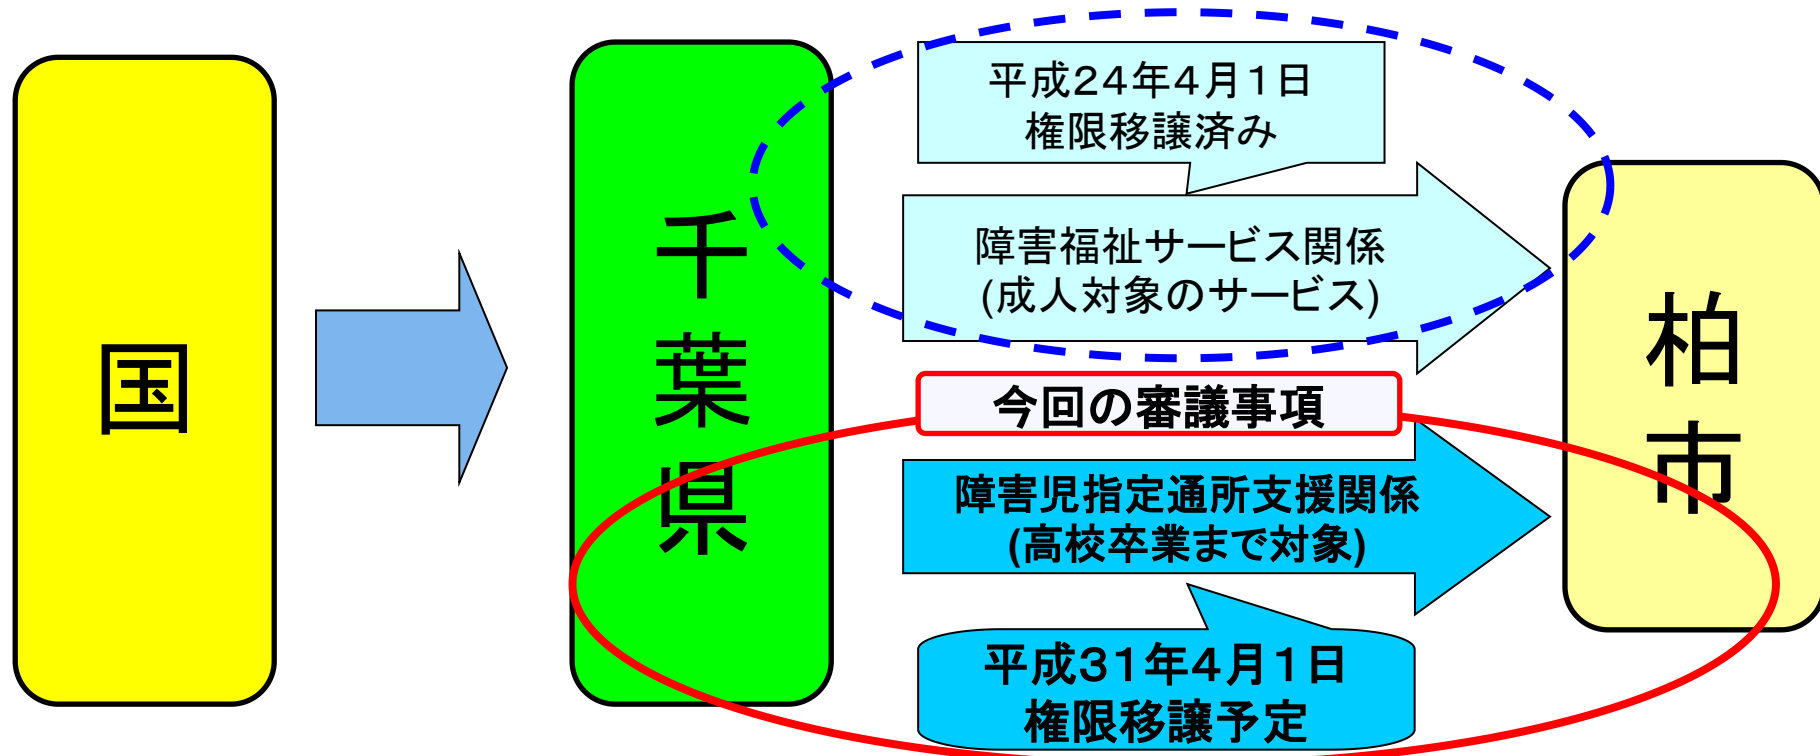 国
千葉県
平成24年4月1日
権限移譲済み
障害福祉サービス関係
(成人対象のサービス)
今回の審議事項
障害児指定通所支援関係
(高校卒業まで対象)
平成31年4月1日
権限移譲予定
柏市